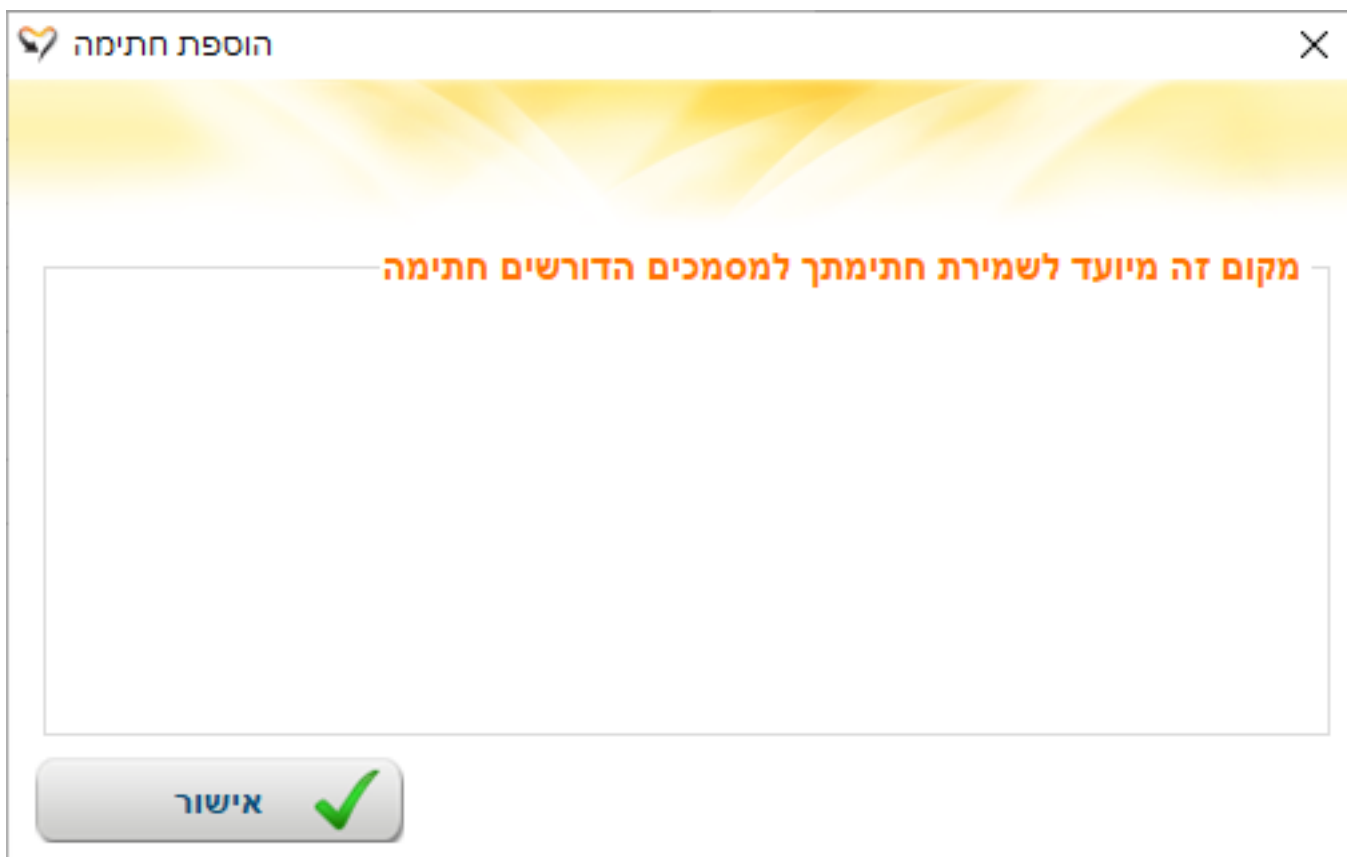 הוספת חתימה
מקום זה מיועד לשמירת חתימתך למסמכים הדורשים חתימה
אישור